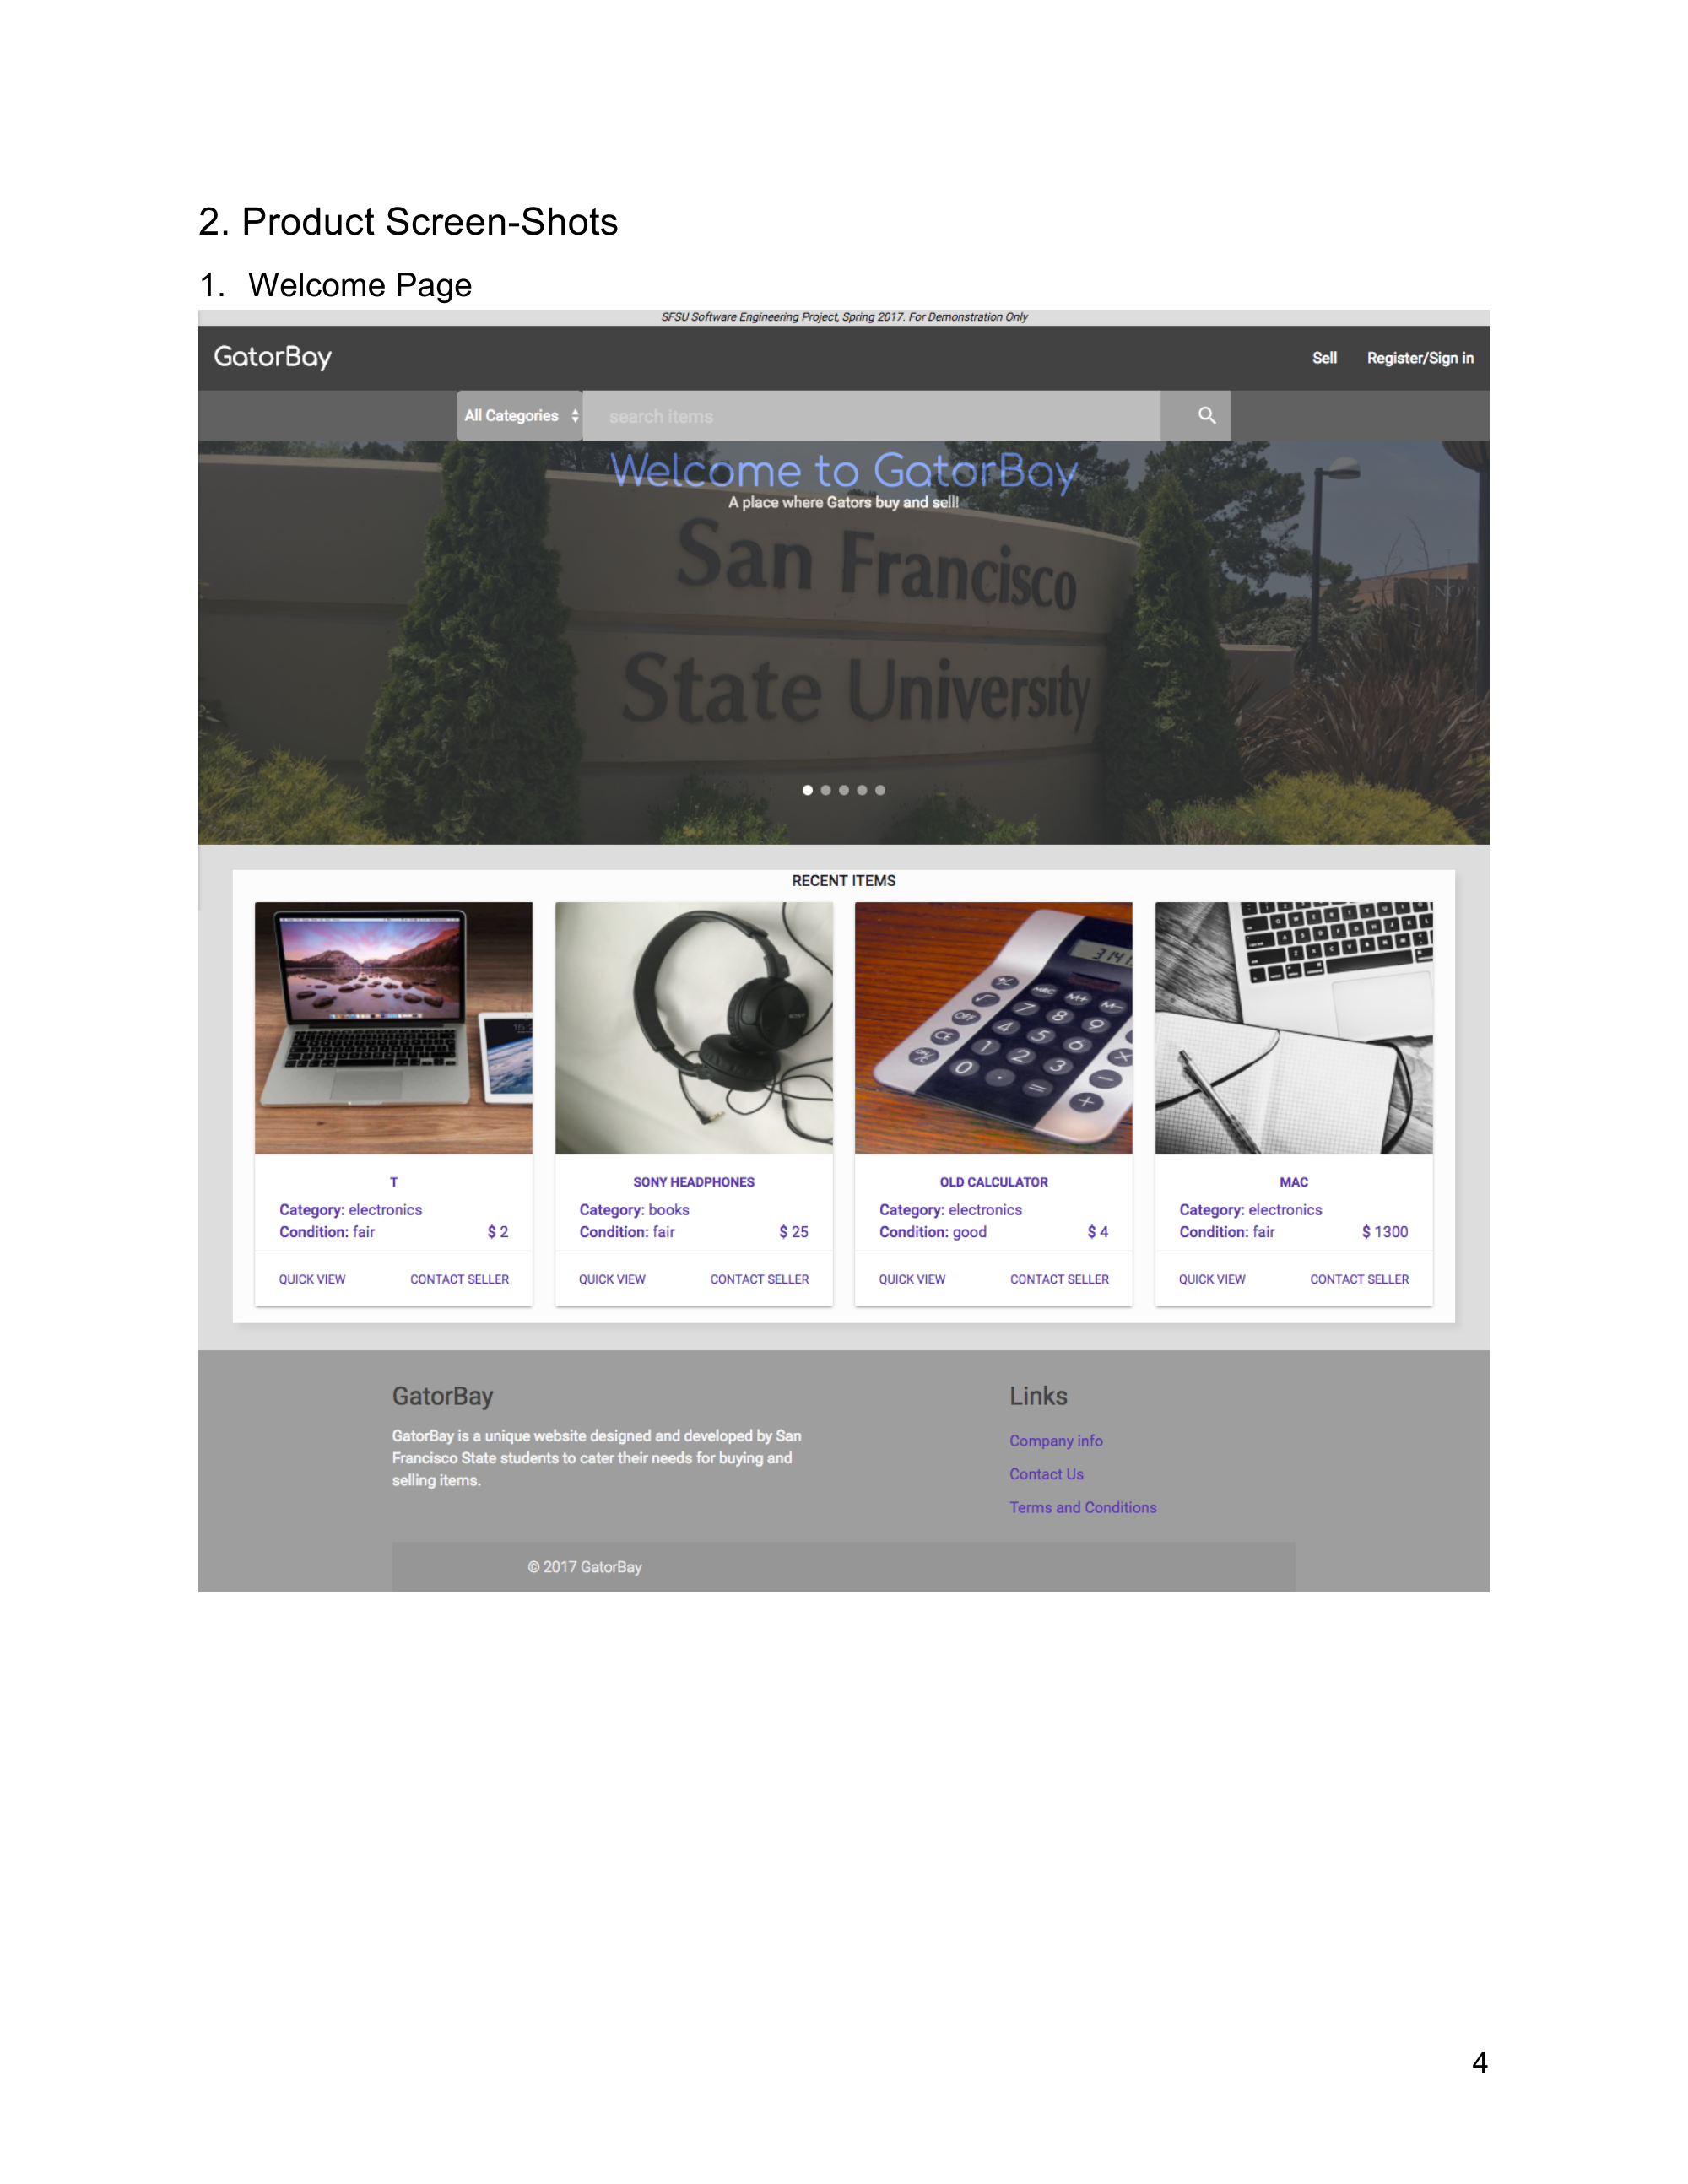 2. Product Screen-Shots
1. Welcome Page
SFSU Software Engineering Project, Spring 2017. For Demonstration Only
GatorBay
Sell Register/Sign in
All Categories search items
Welcome to GatorBay
A place where Gators buy and sell!
San Francisco
State University
RECENT ITEMS
T
Category: electronics
Condition: fair $ 2
QUICK VIEW CONTACT SELLER
SONY HEADPHONES
Category: books
Condition: fair $ 25
QUICK VIEW CONTACT SELLER
OLD CALCULATOR
Category: electronics
Condition: good $ 4
QUICK VIEW CONTACT SELLER
MAC
Category: electronics
Condition: fair $ 1300
QUICK VIEW CONTACT SELLER
GatorBay
GatorBay is a unique website designed and developed by San
Francisco State students to cater their needs for buying and
selling items.
Links
Company info
Contact Us
Terms and Conditions
© 2017 GatorBay
4